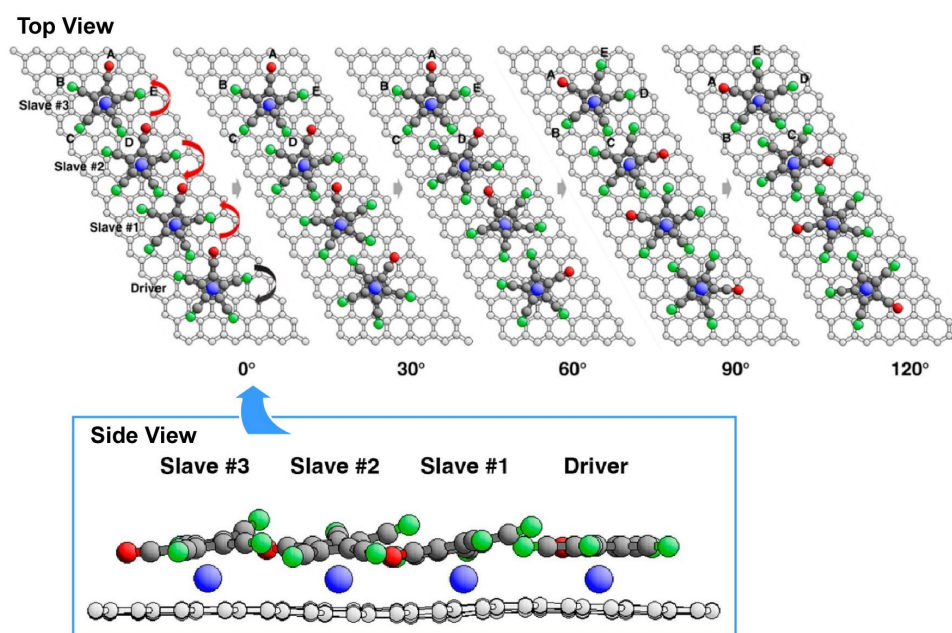 Top View
A
B
E
Slave #3
C
D
Slave #2
Slave #1
Driver
A
B
E
C
D
A
B
E
C
D
E
A
D
B
C
E
A
D
B
C
0°
30°
60°
90°
120°
Side View
Slave #3 Slave #2 Slave #1 Driver